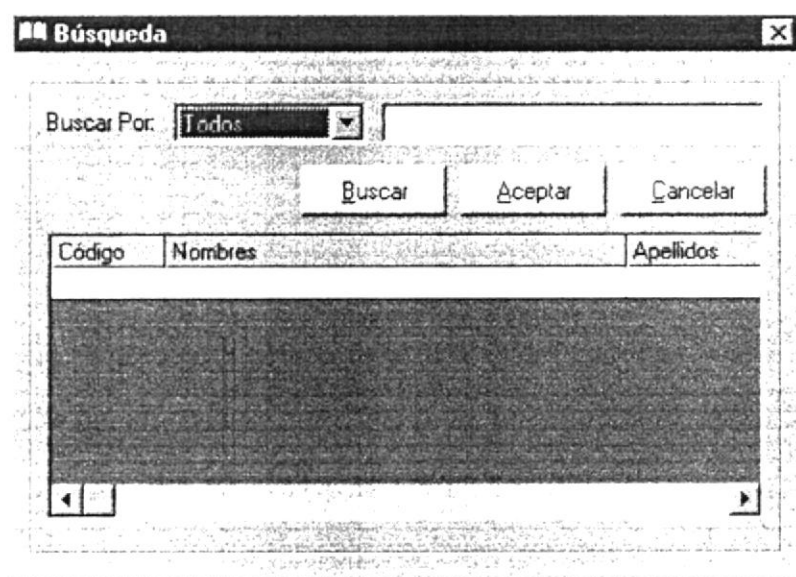 Búsqueda
Buscar Por: Todos
Buscar Aceptar Cancelar
Código Nombres Apellidos